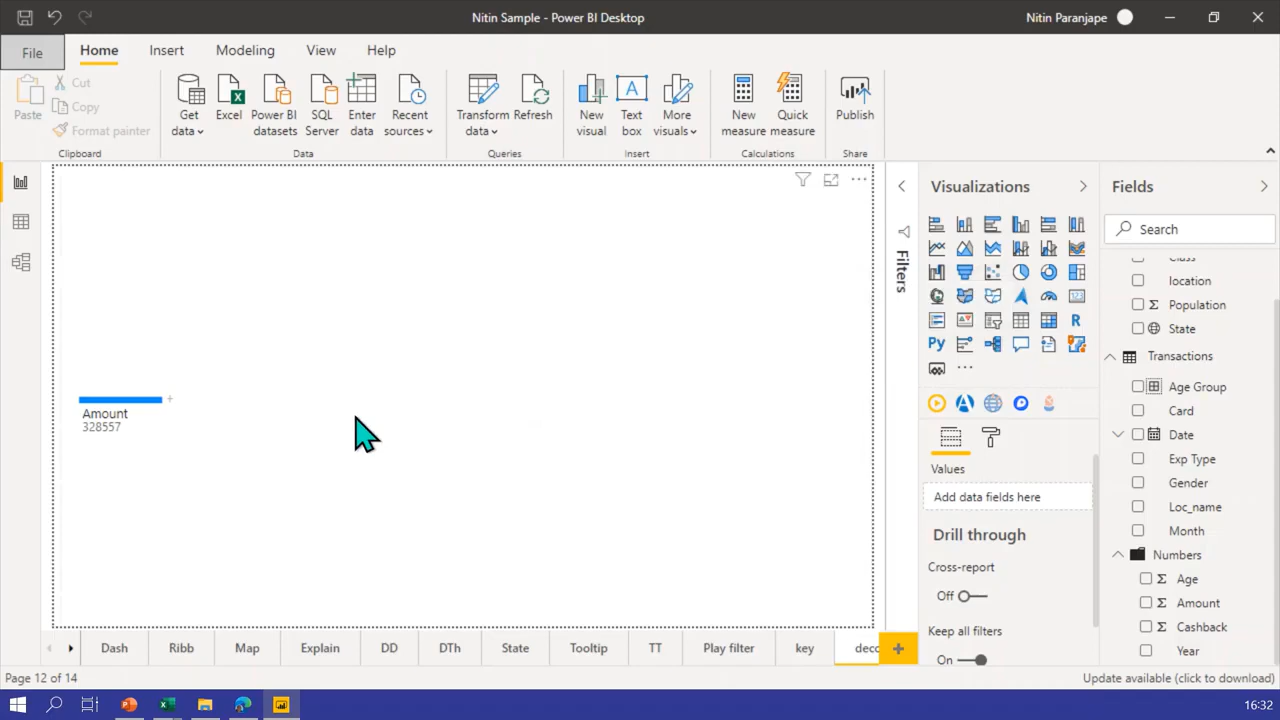 Nitin Sample - Power BI Desktop
Nitin Paranjape
File
Home
Insert
Modeling
View
Help
Paste
Cut
Copy
Format painter
Clipboard
Get data
Excel
Power BI datasets
SQL Server
Enter data
Recent sources
Data
Transform data
Refresh
Queries
New visual
Text box
More visuals
Insert
New measure
Quick measure
Calculations
Publish
Share
Amount
328557
Filters
Visualizations
Values
Add data fields here
Drill through
Cross-report
Off
Keep all filters
On
Fields
Search
Class
location
Population
State
Transactions
Age Group
Card
Date
Exp Type
Gender
Loc_name
Month
Numbers
Age
Amount
Cashback
Year
Dash
Ribb
Map
Explain
DD
DTh
State
Tooltip
TT
Play filter
key
deco
Page 12 of 14
Update available (click to download)
16:32